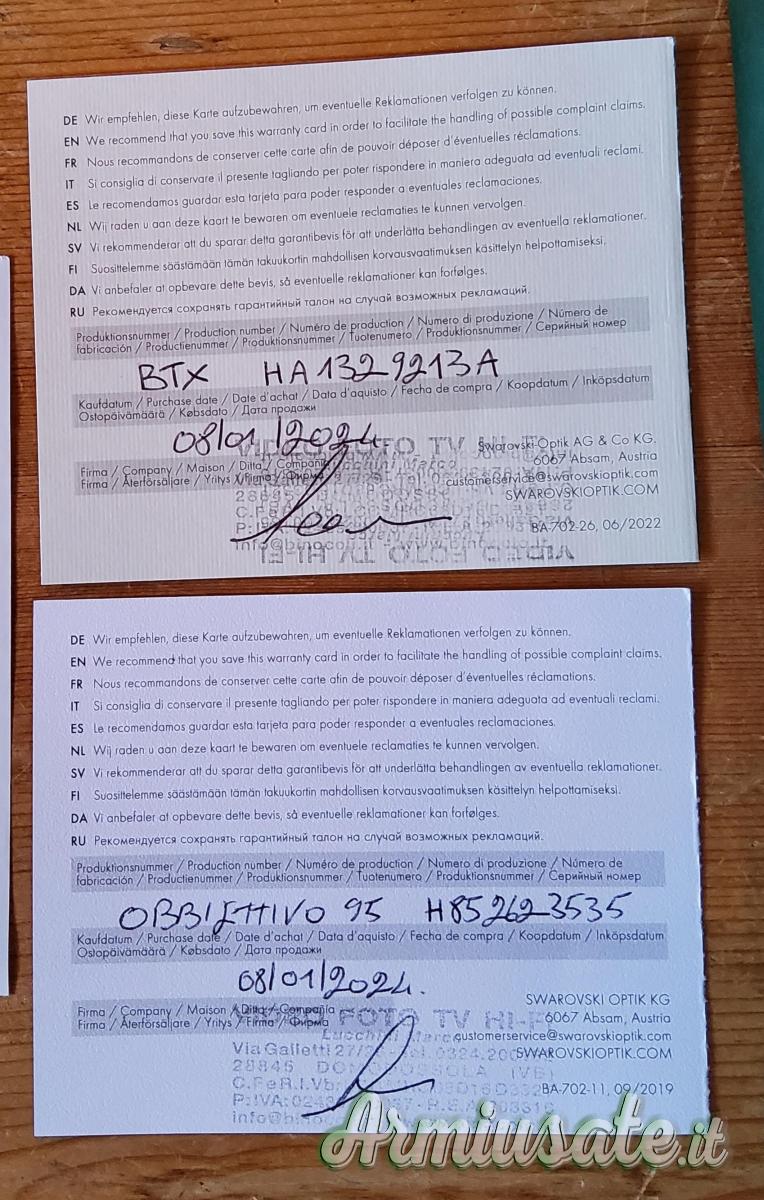 DE Wir empfehlen, diese Karte aufzubewahren, um eventuelle Reklamationen verfolgen zu können.
EN We recommend that you save this warranty card in order to facilitate the handling of possible complaint claims.
FR Nous recommandons de conserver cette carte afin de pouvoir déposer d'éventuelles réclamations.
IT Si consiglia di conservare il presente tagliando per poter rispondere in maniera adeguata ad eventuali reclami.
ES Le recomendamos guardar esta tarjeta para poder responder a eventuales reclamaciones.
NL Wij raden u aan deze kaart te bewaren om eventuele reclamaties te kunnen vervolgen.
SV Vi rekommenderar att du sparar detta garantibevis för att underlätta behandlingen av eventuella reklamationer.
FI Suosittelemme säästämään tämän takuukortin mahdollisen korvausvaatimuksen käsittelyn helpottamiseksi.
DA Vi anbefaler at opbevare dette bevis, så eventuelle reklamationer kan forfølges.
RU Рекомендуется сохранять гарантийный талон на случай возможных рекламаций.
Produktionsnummer / Production number / Numéro de production / Numero di produzione / Número de
fabricación / Productienummer / Produktionsnummer / Tuotenumero / Produktionsnummer / Серийный номер
BTX HA1329213A
Kaufdatum / Purchase date / Date d'achat / Data d'aquisto / Fecha de compra / Koopdatum / Inköpsdatum
Ostopäivämäärä / Købsdato / Дата продажи
08/01/2024
Firma / Company / Maison / Ditta / Compañía
Firma / Återförsäljare / Yritys / Firma / Фирма
VIDEO FOTO TV HI-FI
Swarovski Optik AG & Co KG.
6067 Absam, Austria
customerservice@swarovskioptik.com
SWAROVSKIOPTIK.COM
info@binocoli.it
BA-702-26, 06/2022
VIDEO FOTO TV HI-FI
DE Wir empfehlen, diese Karte aufzubewahren, um eventuelle Reklamationen verfolgen zu können.
EN We recommend that you save this warranty card in order to facilitate the handling of possible complaint claims.
FR Nous recommandons de conserver cette carte afin de pouvoir déposer d'éventuelles réclamations.
IT Si consiglia di conservare il presente tagliando per poter rispondere in maniera adeguata ad eventuali reclami.
ES Le recomendamos guardar esta tarjeta para poder responder a eventuales reclamaciones.
NL Wij raden u aan deze kaart te bewaren om eventuele reclamaties te kunnen vervolgen.
SV Vi rekommenderar att du sparar detta garantibevis för att underlätta behandlingen av eventuella reklamationer.
FI Suosittelemme säästämään tämän takuukortin mahdollisen korvausvaatimuksen käsittelyn helpottamiseksi.
DA Vi anbefaler at opbevare dette bevis, så eventuelle reklamationer kan forfølges.
RU Рекомендуется сохранять гарантийный талон на случай возможных рекламаций.
Produktionsnummer / Production number / Numéro de production / Numero di produzione / Número de
fabricación / Productienummer / Produktionsnummer / Tuotenumero / Produktionsnummer / Серийный номер
OBBIETTIVO 95 H852623535
Kaufdatum / Purchase date / Date d'achat / Data d'aquisto / Fecha de compra / Koopdatum / Inköpsdatum
Ostopäivämäärä / Købsdato / Дата продажи
08/01/2024.
Firma / Company / Maison / Ditta / Compañía
Firma / Återförsäljare / Yritys / Firma / Фирма
VIDEO FOTO TV HI-F
SWAROVSKI OPTIK KG
6067 Absam, Austria
customerservice@swarovskioptik.com
SWAROVSKIOPTIK.COM
Via Galletti
28845 (VB)
BA-702-11, 09/2019
Armiusate.it